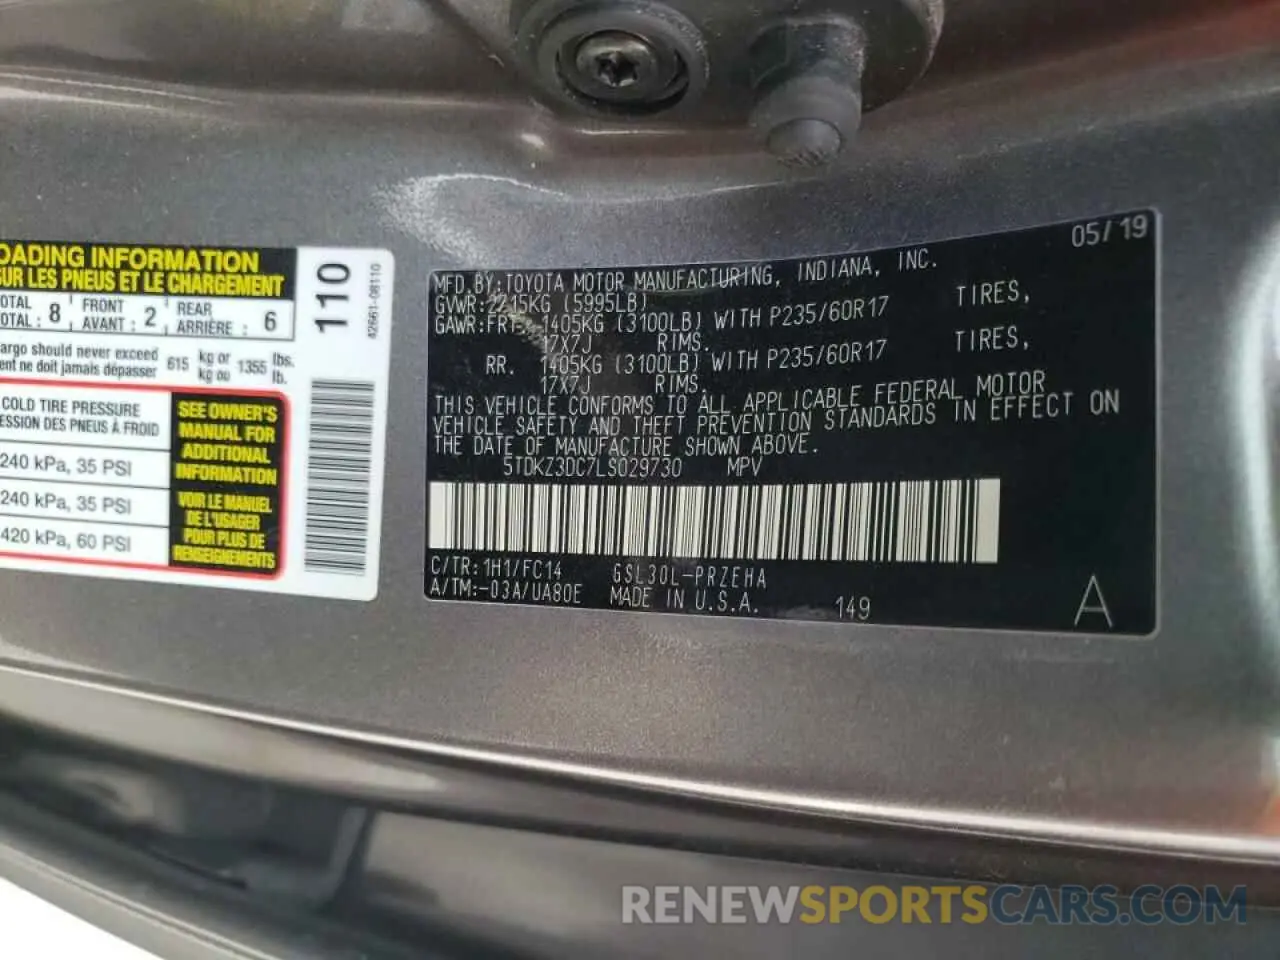 OADING INFORMATION
SUR LES PNEUS ET LE CHARGEMENT
OTAL 8 FRONT 2 REAR 6
OTAL : AVANT : ARRIÈRE :
argo should never exceed 615 kg or 1355 lbs.
ent ne doit jamais dépasser kg ou lb.
COLD TIRE PRESSURE
ESSION DES PNEUS À FROID
240 kPa, 35 PSI
240 kPa, 35 PSI
420 kPa, 60 PSI
SEE OWNER'S
MANUAL FOR
ADDITIONAL
INFORMATION
VOIR LE MANUEL
DE L'USAGER
POUR PLUS DE
RENSEIGNEMENTS
110
42661-08110
05/19
MFD.BY:TOYOTA MOTOR MANUFACTURING, INDIANA, INC.
GVWR:2215KG (5995LB)
GAWR:FRT. 1405KG (3100LB) WITH P235/60R17 TIRES,
17X7J RIMS.
RR. 1405KG (3100LB) WITH P235/60R17 TIRES,
17X7J RIMS.
THIS VEHICLE CONFORMS TO ALL APPLICABLE FEDERAL MOTOR
VEHICLE SAFETY AND THEFT PREVENTION STANDARDS IN EFFECT ON
THE DATE OF MANUFACTURE SHOWN ABOVE.
5TDKZ3DC7LS029730 MPV
C/TR:1H1/FC14 GSL30L-PRZEHA
A/TM:-03A/UA80E MADE IN U.S.A. 149
A
RENEWSPORTSCARS.COM